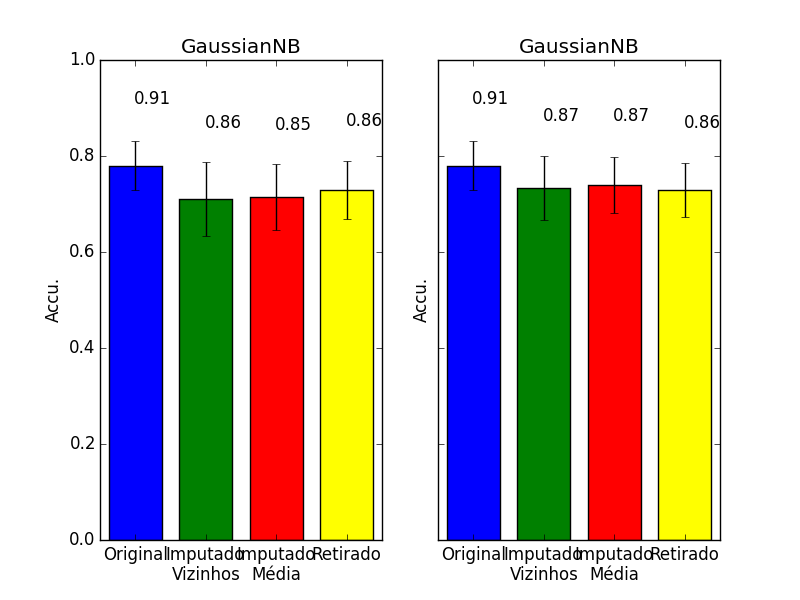 GaussianNB
1.0
0.8
0.6
0.4
0.2
0.0
Accu.
0.91
0.86
0.85
0.86
Original Imputado Imputado Retirado
Vizinhos Média
GaussianNB
Accu.
0.91
0.87
0.87
0.86
Original Imputado Imputado Retirado
Vizinhos Média